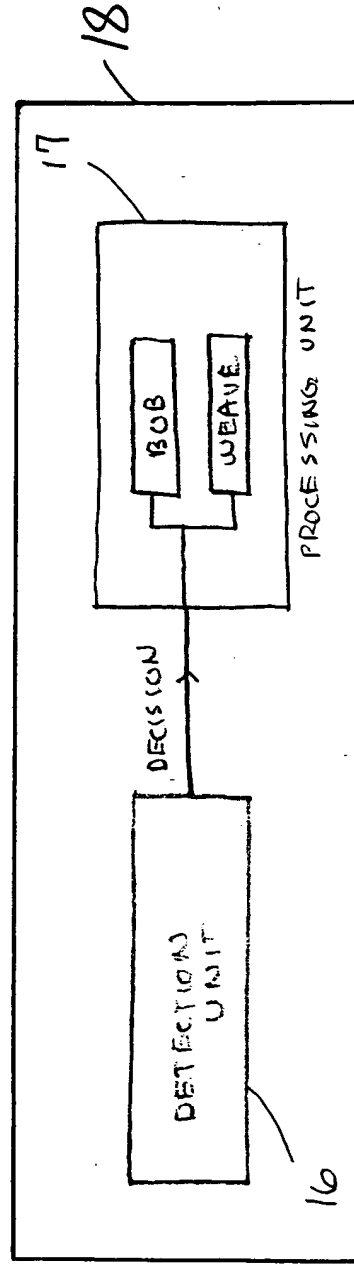 18
17
BOB
WEAVE
PROCESSING UNIT
DECISION
DETECTION
UNIT
16